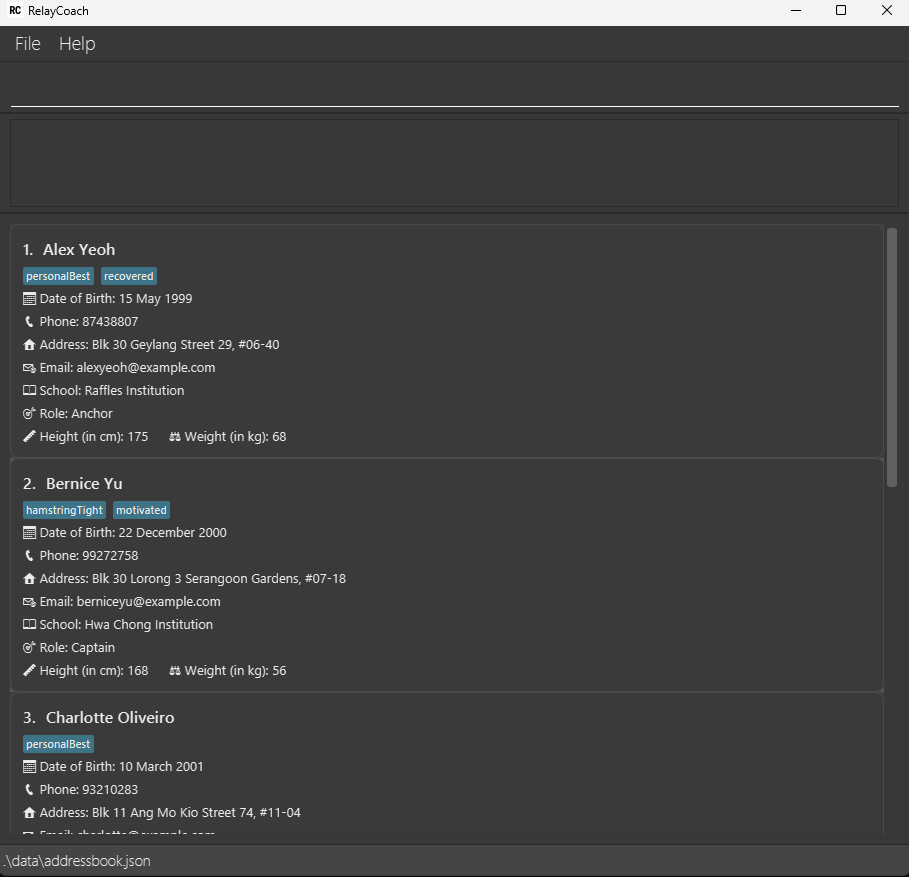 RC RelayCoach
File Help
1. Alex Yeoh
personalBest recovered
Date of Birth: 15 May 1999
Phone: 87438807
Address: Blk 30 Geylang Street 29, #06-40
Email: alexyeoh@example.com
School: Raffles Institution
Role: Anchor
Height (in cm): 175 Weight (in kg): 68
2. Bernice Yu
hamstringTight motivated
Date of Birth: 22 December 2000
Phone: 99272758
Address: Blk 30 Lorong 3 Serangoon Gardens, #07-18
Email: berniceyu@example.com
School: Hwa Chong Institution
Role: Captain
Height (in cm): 168 Weight (in kg): 56
3. Charlotte Oliveiro
personalBest
Date of Birth: 10 March 2001
Phone: 93210283
Address: Blk 11 Ang Mo Kio Street 74, #11-04
Email: charlotte@example.com
.\data\addressbook.json